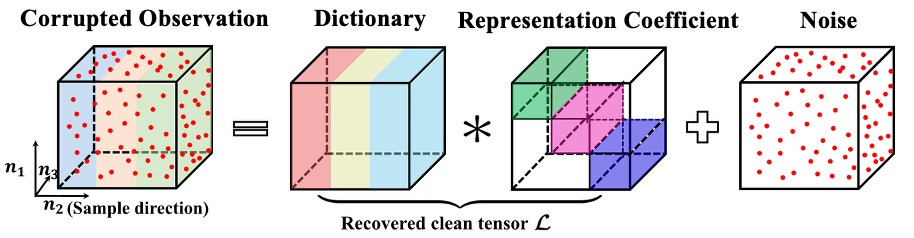 Corrupted Observation
Dictionary
Representation Coefficient
Noise
=
*
+
n₁
n₃
n₂ (Sample direction)
Recovered clean tensor 𝓛